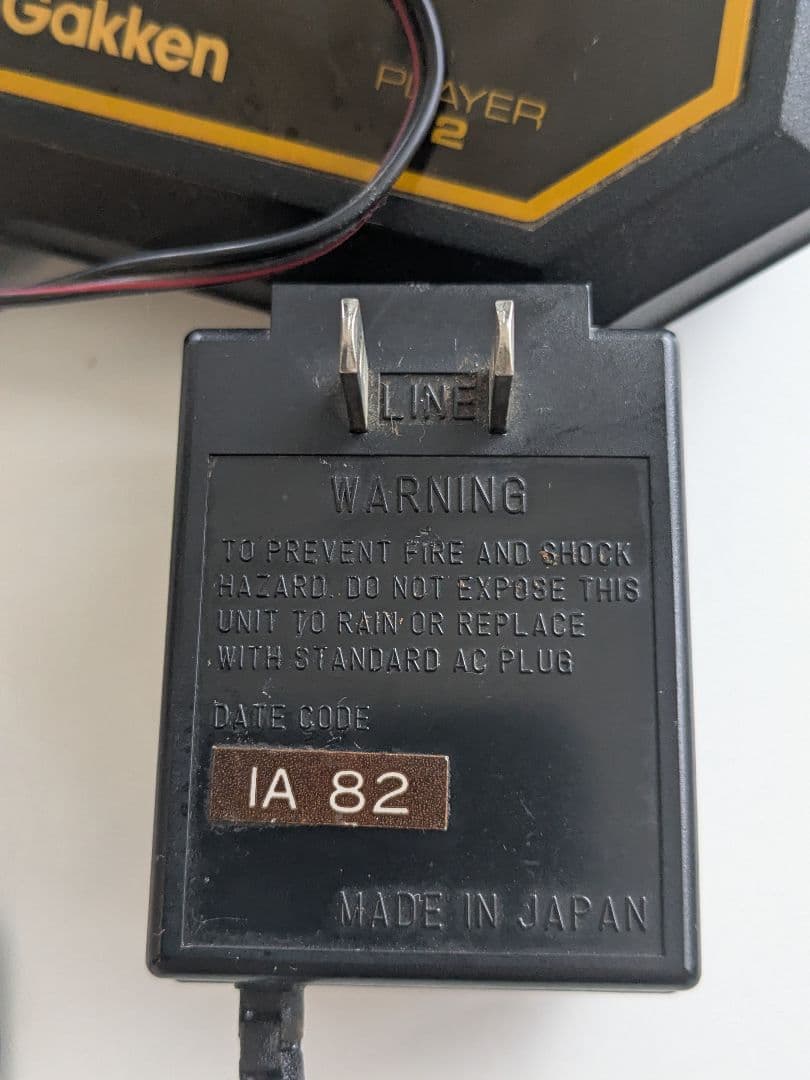 Gakken
PLAYER
2
LINE
WARNING
TO PREVENT FIRE AND SHOCK
HAZARD. DO NOT EXPOSE THIS
UNIT TO RAIN OR REPLACE
WITH STANDARD AC PLUG
DATE CODE
IA 82
MADE IN JAPAN